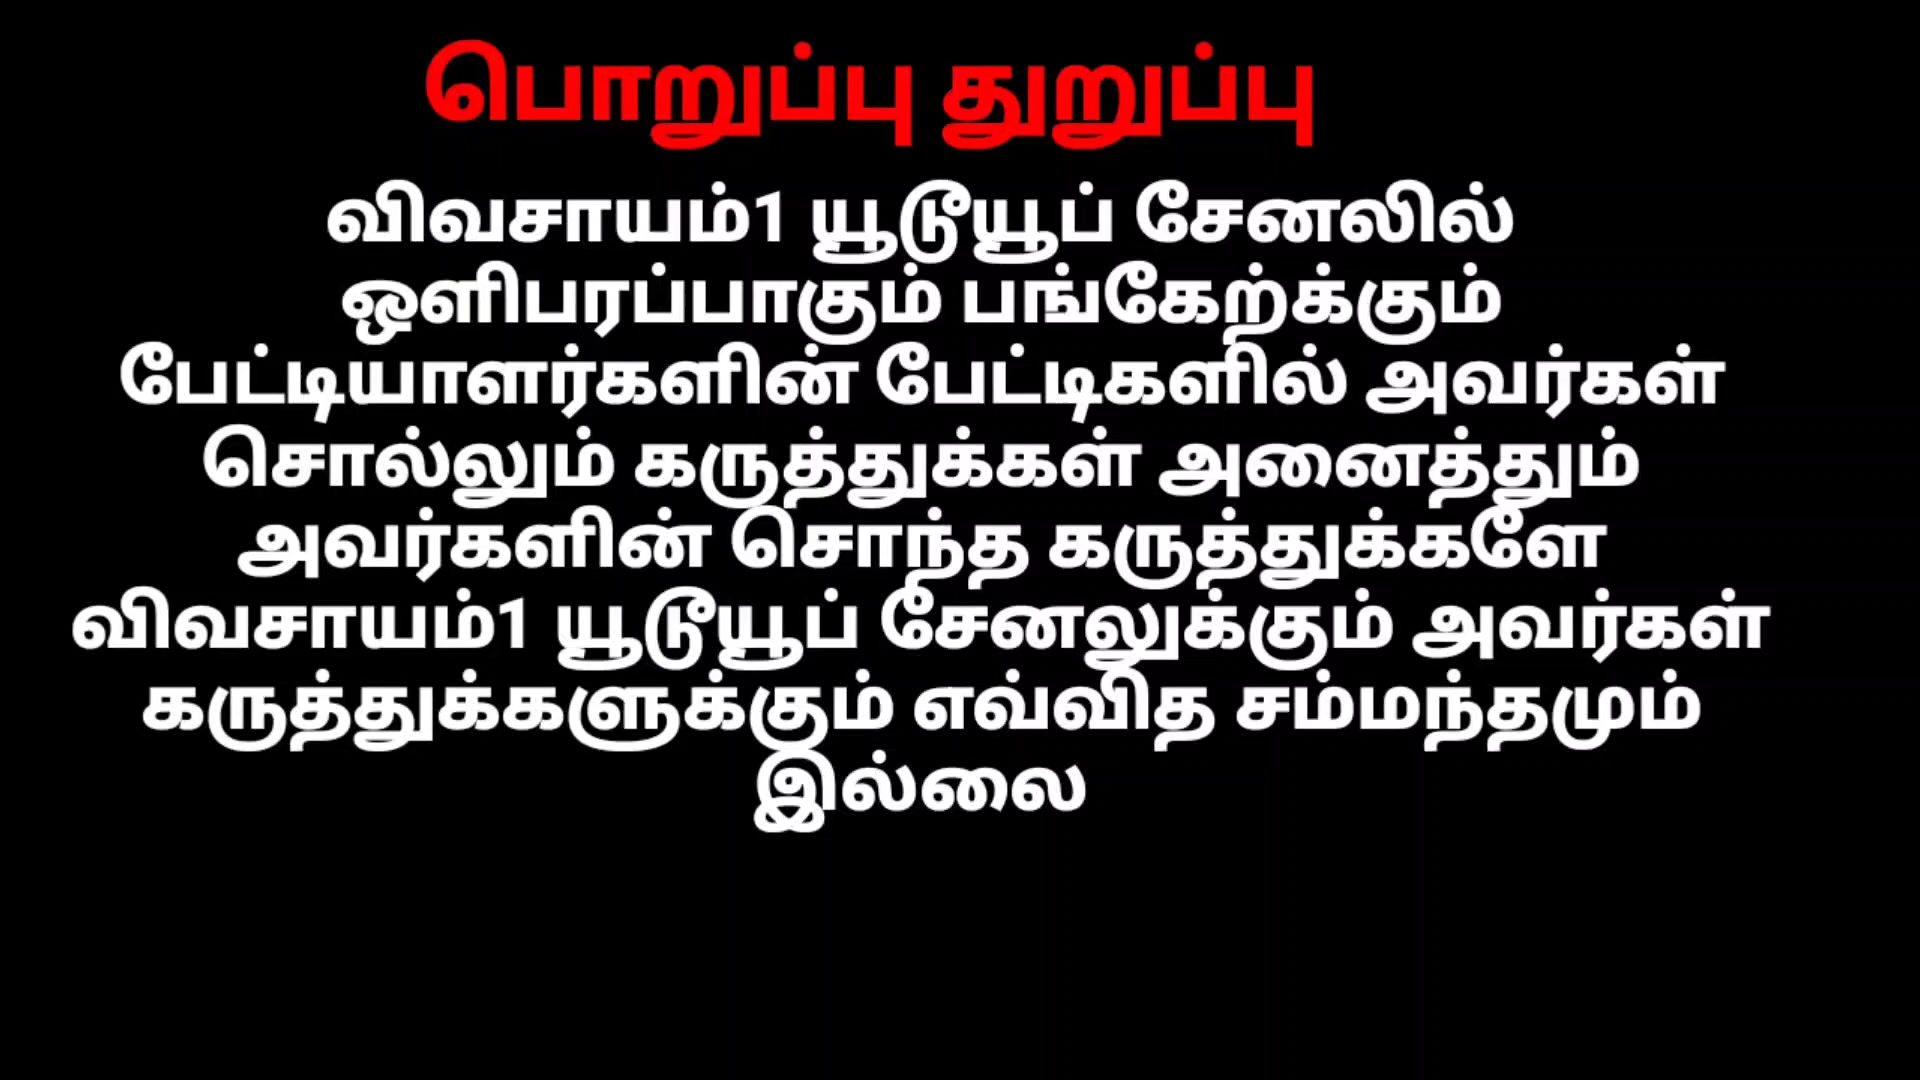 பொறுப்பு துறுப்பு
விவசாயம்1 யூடூயூப் சேனலில்
ஒளிபரப்பாகும் பங்கேற்க்கும்
பேட்டியாளர்களின் பேட்டிகளில் அவர்கள்
சொல்லும் கருத்துக்கள் அனைத்தும்
அவர்களின் சொந்த கருத்துக்களே
விவசாயம்1 யூடூயூப் சேனலுக்கும் அவர்கள்
கருத்துக்களுக்கும் எவ்வித சம்மந்தமும்
இல்லை